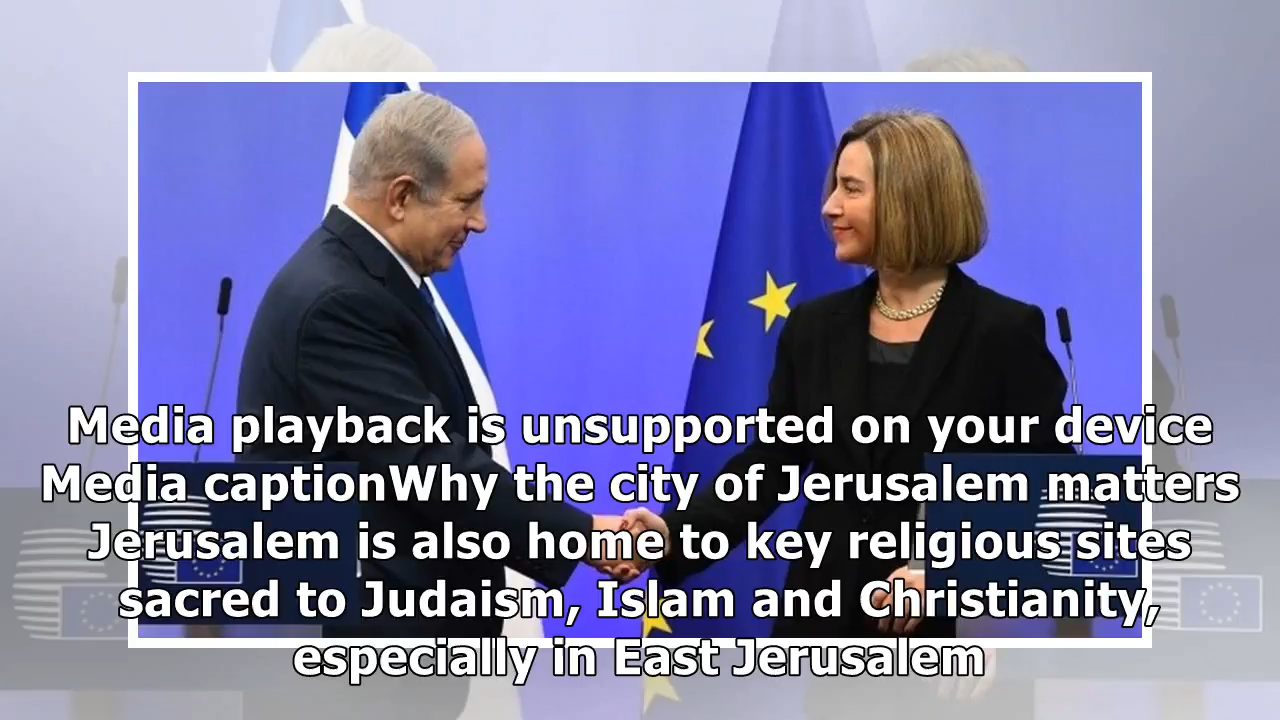 Media playback is unsupported on your device
Media captionWhy the city of Jerusalem matters
Jerusalem is also home to key religious sites
sacred to Judaism, Islam and Christianity,
especially in East Jerusalem